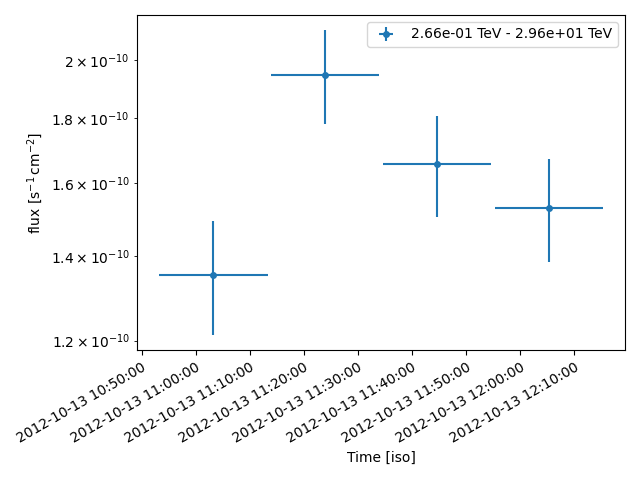 2.66e-01 TeV - 2.96e+01 TeV
flux [s⁻¹ cm⁻²]
2 × 10⁻¹⁰
1.8 × 10⁻¹⁰
1.6 × 10⁻¹⁰
1.4 × 10⁻¹⁰
1.2 × 10⁻¹⁰
2012-10-13 10:50:00
2012-10-13 11:00:00
2012-10-13 11:10:00
2012-10-13 11:20:00
2012-10-13 11:30:00
2012-10-13 11:40:00
2012-10-13 11:50:00
2012-10-13 12:00:00
2012-10-13 12:10:00
Time [iso]